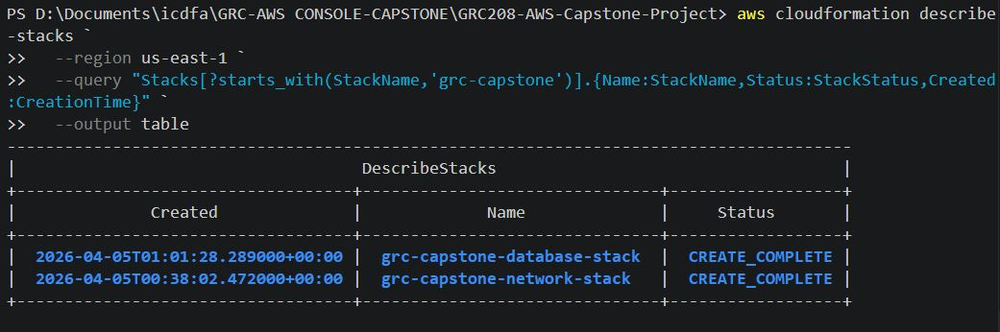 PS D:\Documents\icdfa\GRC-AWS CONSOLE-CAPSTONE\GRC208-AWS-Capstone-Project> aws cloudformation describe
-stacks `
>>   --region us-east-1 `
>>   --query "Stacks[?starts_with(StackName,'grc-capstone')].{Name:StackName,Status:StackStatus,Created
:CreationTime}" `
>>   --output table
----------------------------------------------------------------------------------------
|                                    DescribeStacks                                    |
+-----------------------------------+-------------------------------+------------------+
|              Created              |             Name              |     Status       |
+-----------------------------------+-------------------------------+------------------+
|  2026-04-05T01:01:28.289000+00:00 |  grc-capstone-database-stack  |  CREATE_COMPLETE |
|  2026-04-05T00:38:02.472000+00:00 |  grc-capstone-network-stack   |  CREATE_COMPLETE |
+-----------------------------------+-------------------------------+------------------+